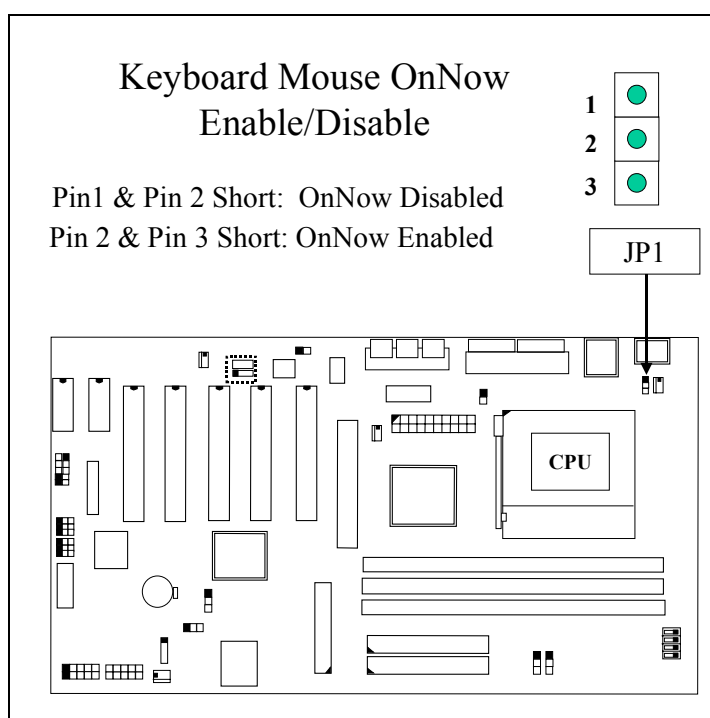 Keyboard Mouse OnNow
Enable/Disable
1
2
3
Pin1 & Pin 2 Short:  OnNow Disabled
Pin 2 & Pin 3 Short: OnNow Enabled
JP1
CPU